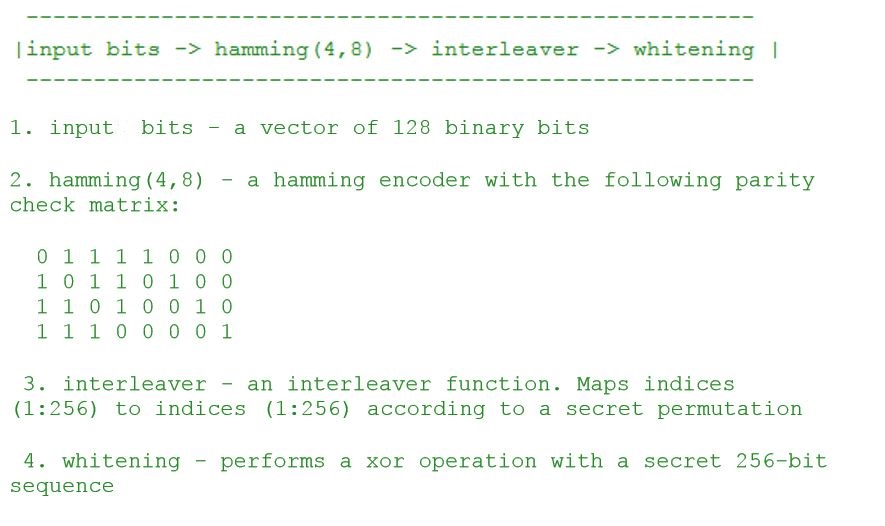 ------------------------------------------------------
|input bits -> hamming(4,8) -> interleaver -> whitening |
------------------------------------------------------
1. input bits - a vector of 128 binary bits
2. hamming(4,8) - a hamming encoder with the following parity
check matrix:
0 1 1 1 1 0 0 0
1 0 1 1 0 1 0 0
1 1 0 1 0 0 1 0
1 1 1 0 0 0 0 1
3. interleaver - an interleaver function. Maps indices
(1:256) to indices (1:256) according to a secret permutation
4. whitening - performs a xor operation with a secret 256-bit
sequence